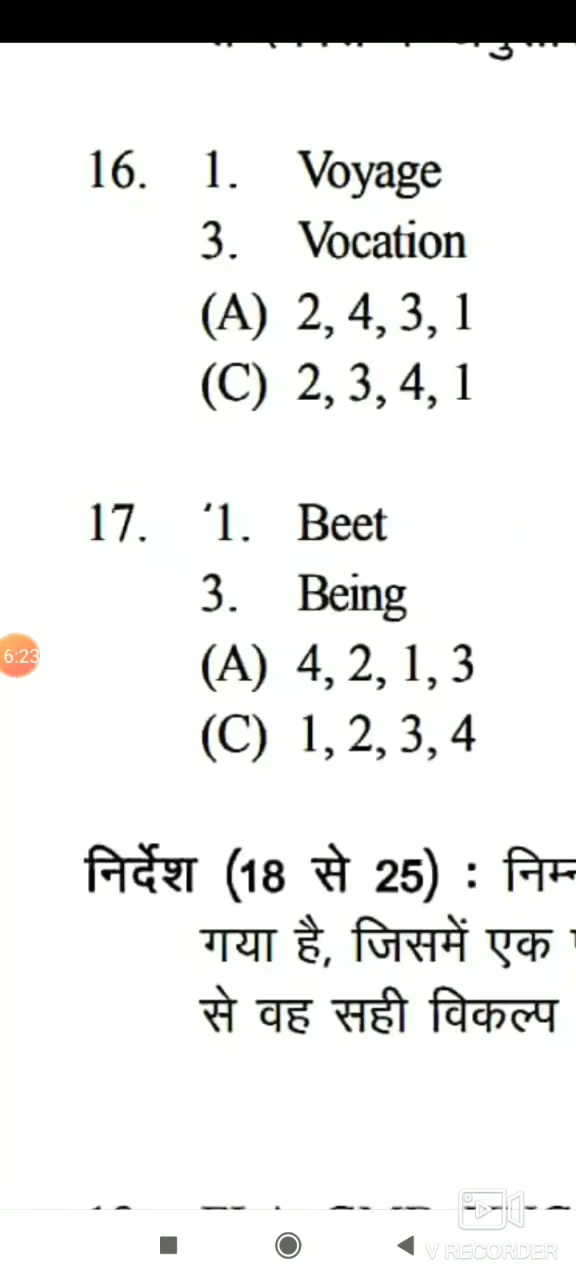 16. 1. Voyage
3. Vocation
(A) 2, 4, 3, 1
(C) 2, 3, 4, 1
17. ‘1. Beet
3. Being
6:23
(A) 4, 2, 1, 3
(C) 1, 2, 3, 4
निर्देश (18 से 25) :
गया है, जिसमें एक
से वह सही विकल्प
V RECORDER